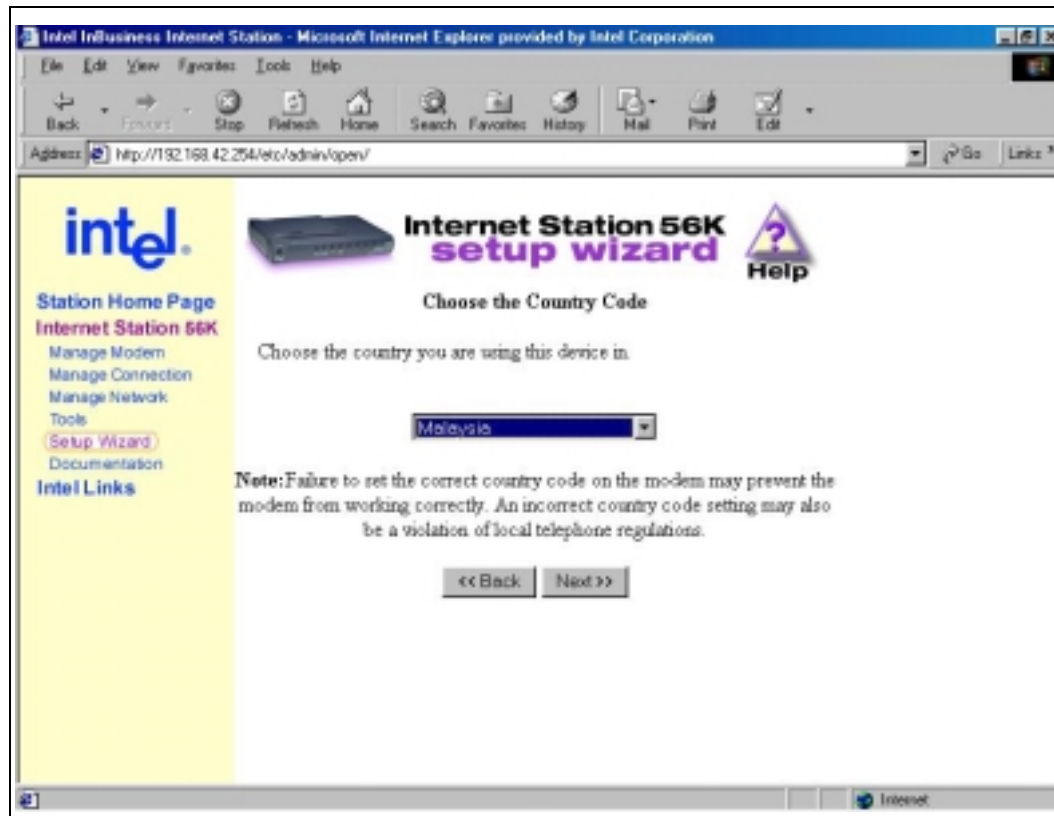 Intel InBusiness Internet Station - Microsoft Internet Explorer provided by Intel Corporation
File Edit View Favorites Tools Help
Back Forward Stop Refresh Home Search Favorites History Mail Print Edit
Address http://192.168.42.254/etc/admin/open/ Go Links »
intel.
Station Home Page
Internet Station 56K
Manage Modem
Manage Connection
Manage Network
Tools
Setup Wizard
Documentation
Intel Links
Internet Station 56K
setup wizard
?
Help
Choose the Country Code
Choose the country you are using this device in.
Malaysia
Note:Failure to set the correct country code on the modem may prevent the
modem from working correctly. An incorrect country code setting may also
be a violation of local telephone regulations.
<< Back Next >>
Internet